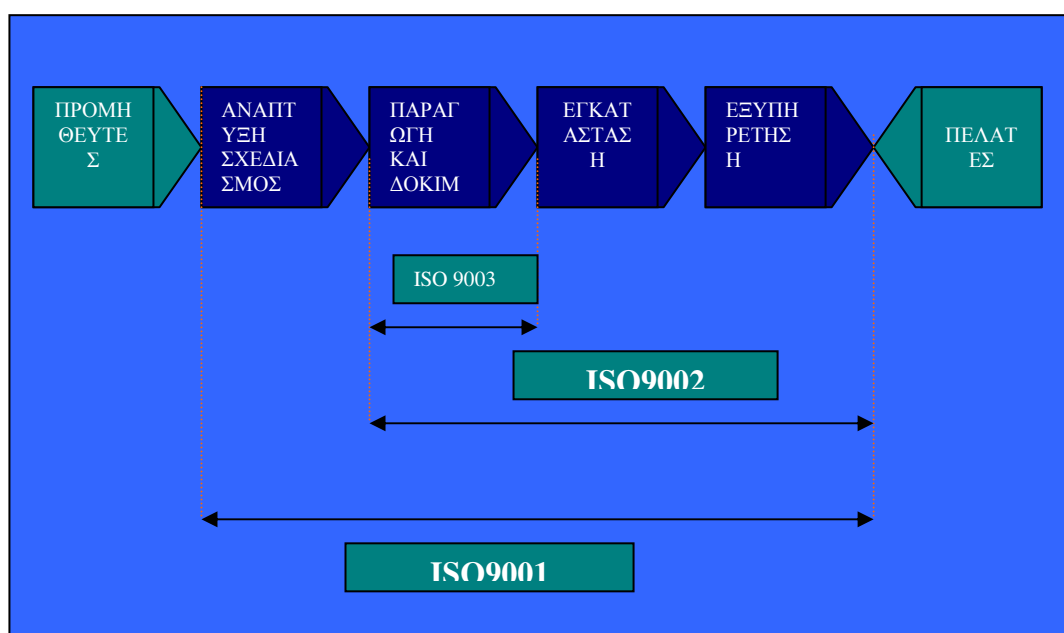 ΠΡΟΜΗ
ΘΕΥΤΕ
Σ
ΑΝΑΠΤ
ΥΞΗ
ΣΧΕΔΙΑ
ΣΜΟΣ
ΠΑΡΑΓ
ΩΓΗ
ΚΑΙ
ΔΟΚΙΜ
ΕΓΚΑΤ
ΑΣΤΑΣ
Η
ΕΞΥΠΗ
ΡΕΤΗΣ
Η
ΠΕΛΑΤ
ΕΣ
ISO 9003
ISO9002
ISO9001